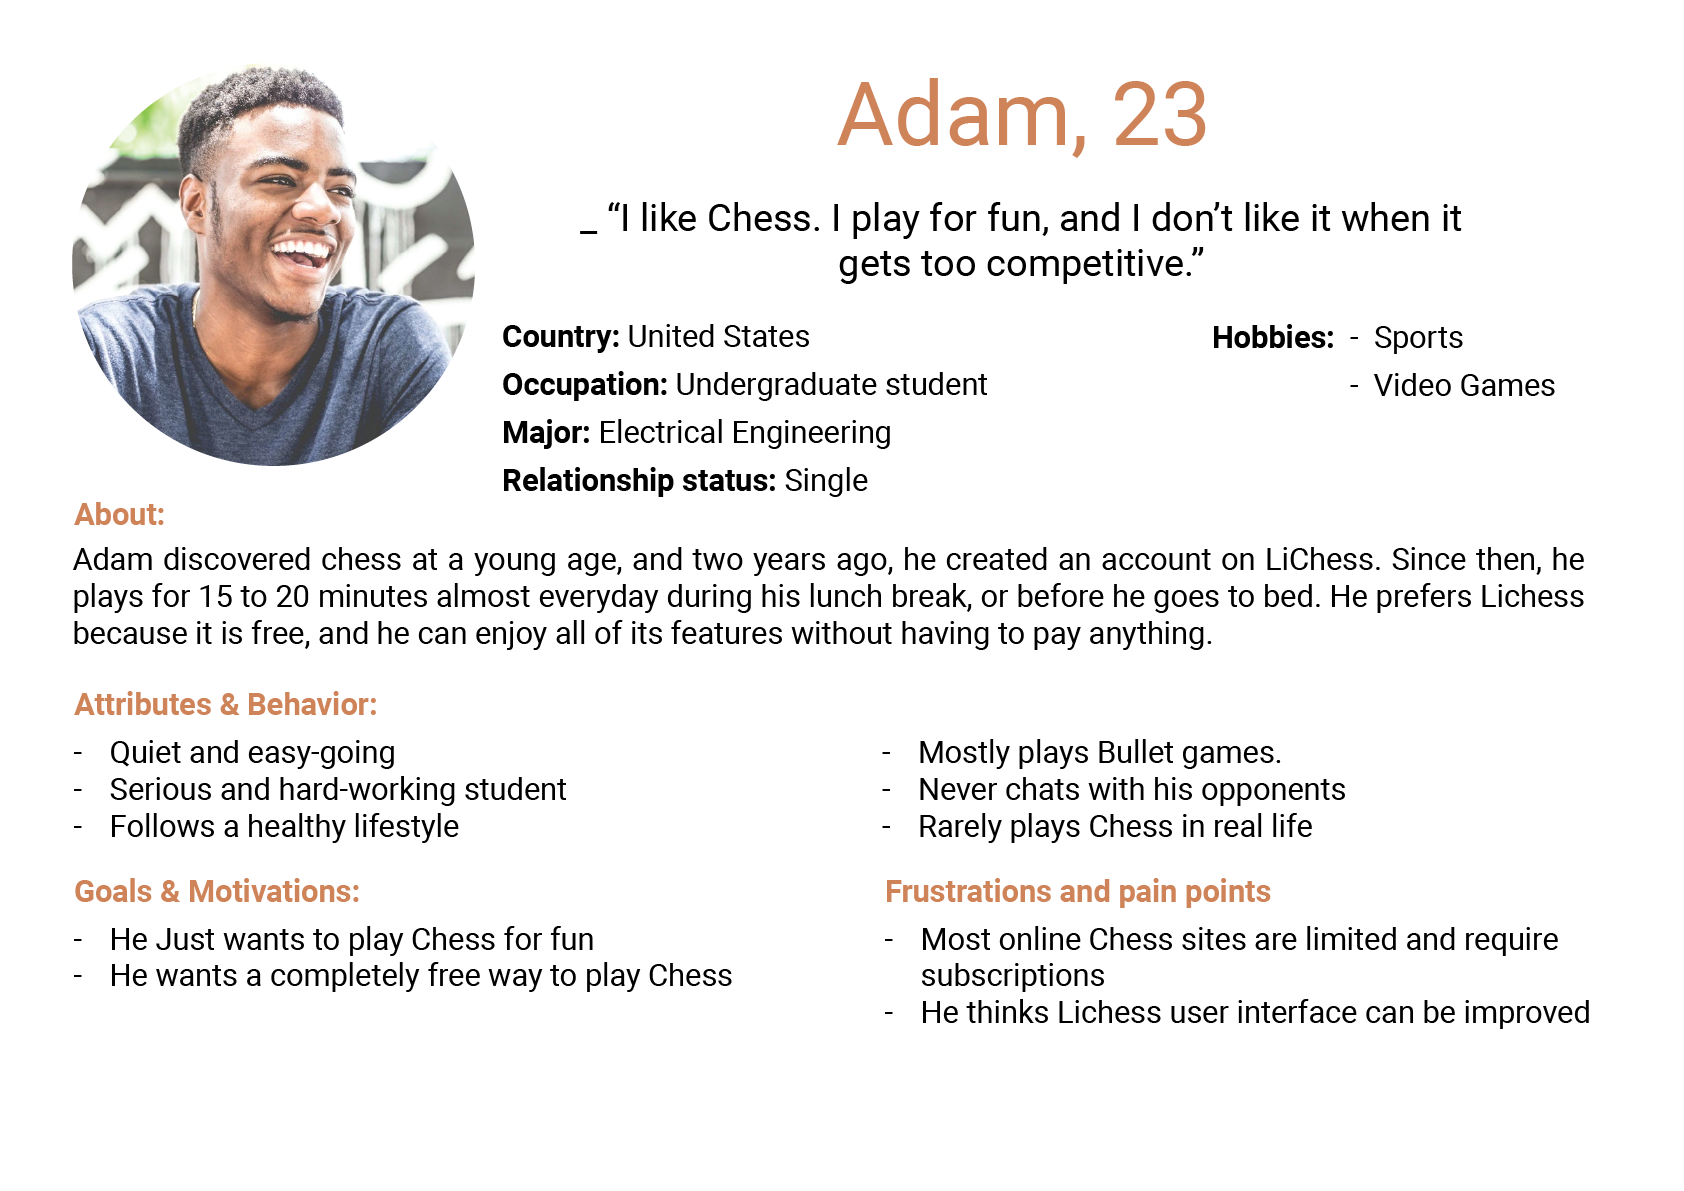 Adam, 23
_ “I like Chess. I play for fun, and I don’t like it when it
gets too competitive.”
Country: United States
Occupation: Undergraduate student
Major: Electrical Engineering
Relationship status: Single
Hobbies: - Sports
- Video Games
About:
Adam discovered chess at a young age, and two years ago, he created an account on LiChess. Since then, he
plays for 15 to 20 minutes almost everyday during his lunch break, or before he goes to bed. He prefers Lichess
because it is free, and he can enjoy all of its features without having to pay anything.
Attributes & Behavior:
- Quiet and easy-going
- Serious and hard-working student
- Follows a healthy lifestyle
- Mostly plays Bullet games.
- Never chats with his opponents
- Rarely plays Chess in real life
Goals & Motivations:
- He Just wants to play Chess for fun
- He wants a completely free way to play Chess
Frustrations and pain points
- Most online Chess sites are limited and require
subscriptions
- He thinks Lichess user interface can be improved